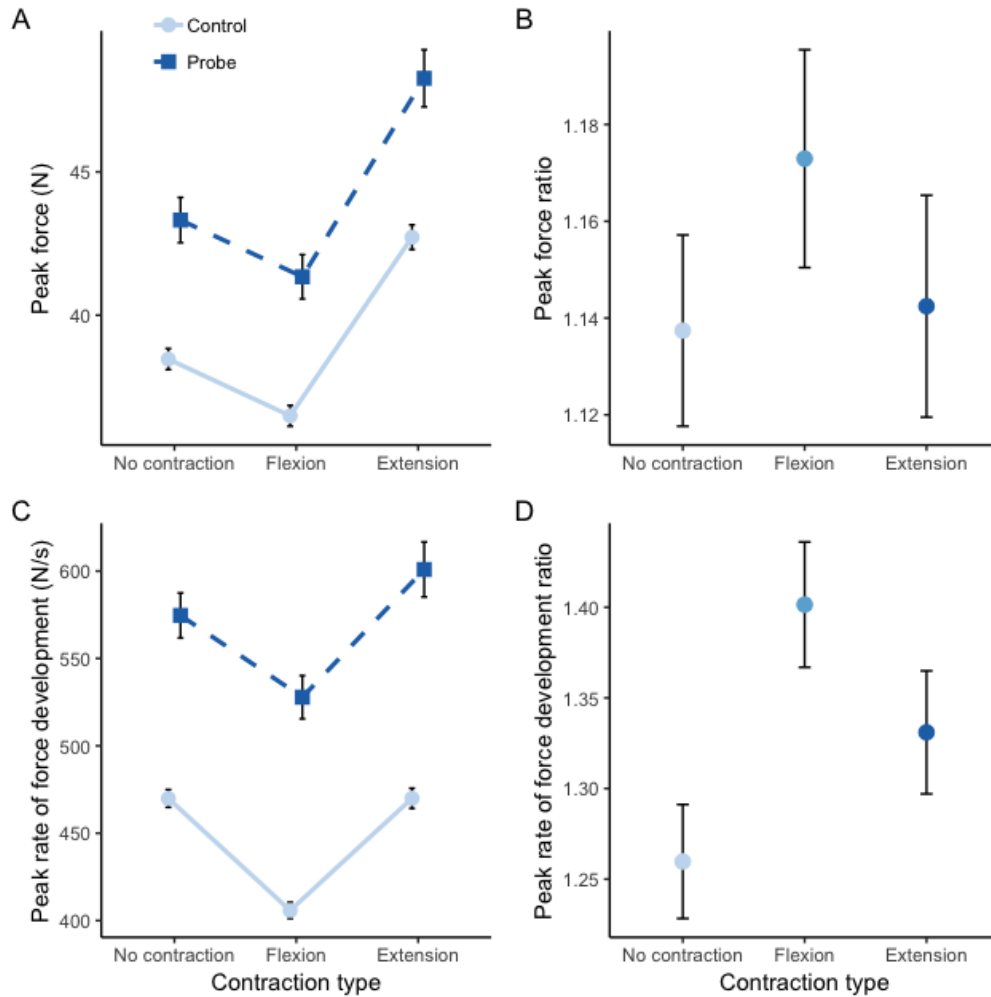 A
Control
Probe
Peak force (N)
45
40
No contraction
Flexion
Extension
B
Peak force ratio
1.18
1.16
1.14
1.12
No contraction
Flexion
Extension
C
Peak rate of force development (N/s)
600
550
500
450
400
No contraction
Flexion
Extension
Contraction type
D
Peak rate of force development ratio
1.40
1.35
1.30
1.25
No contraction
Flexion
Extension
Contraction type